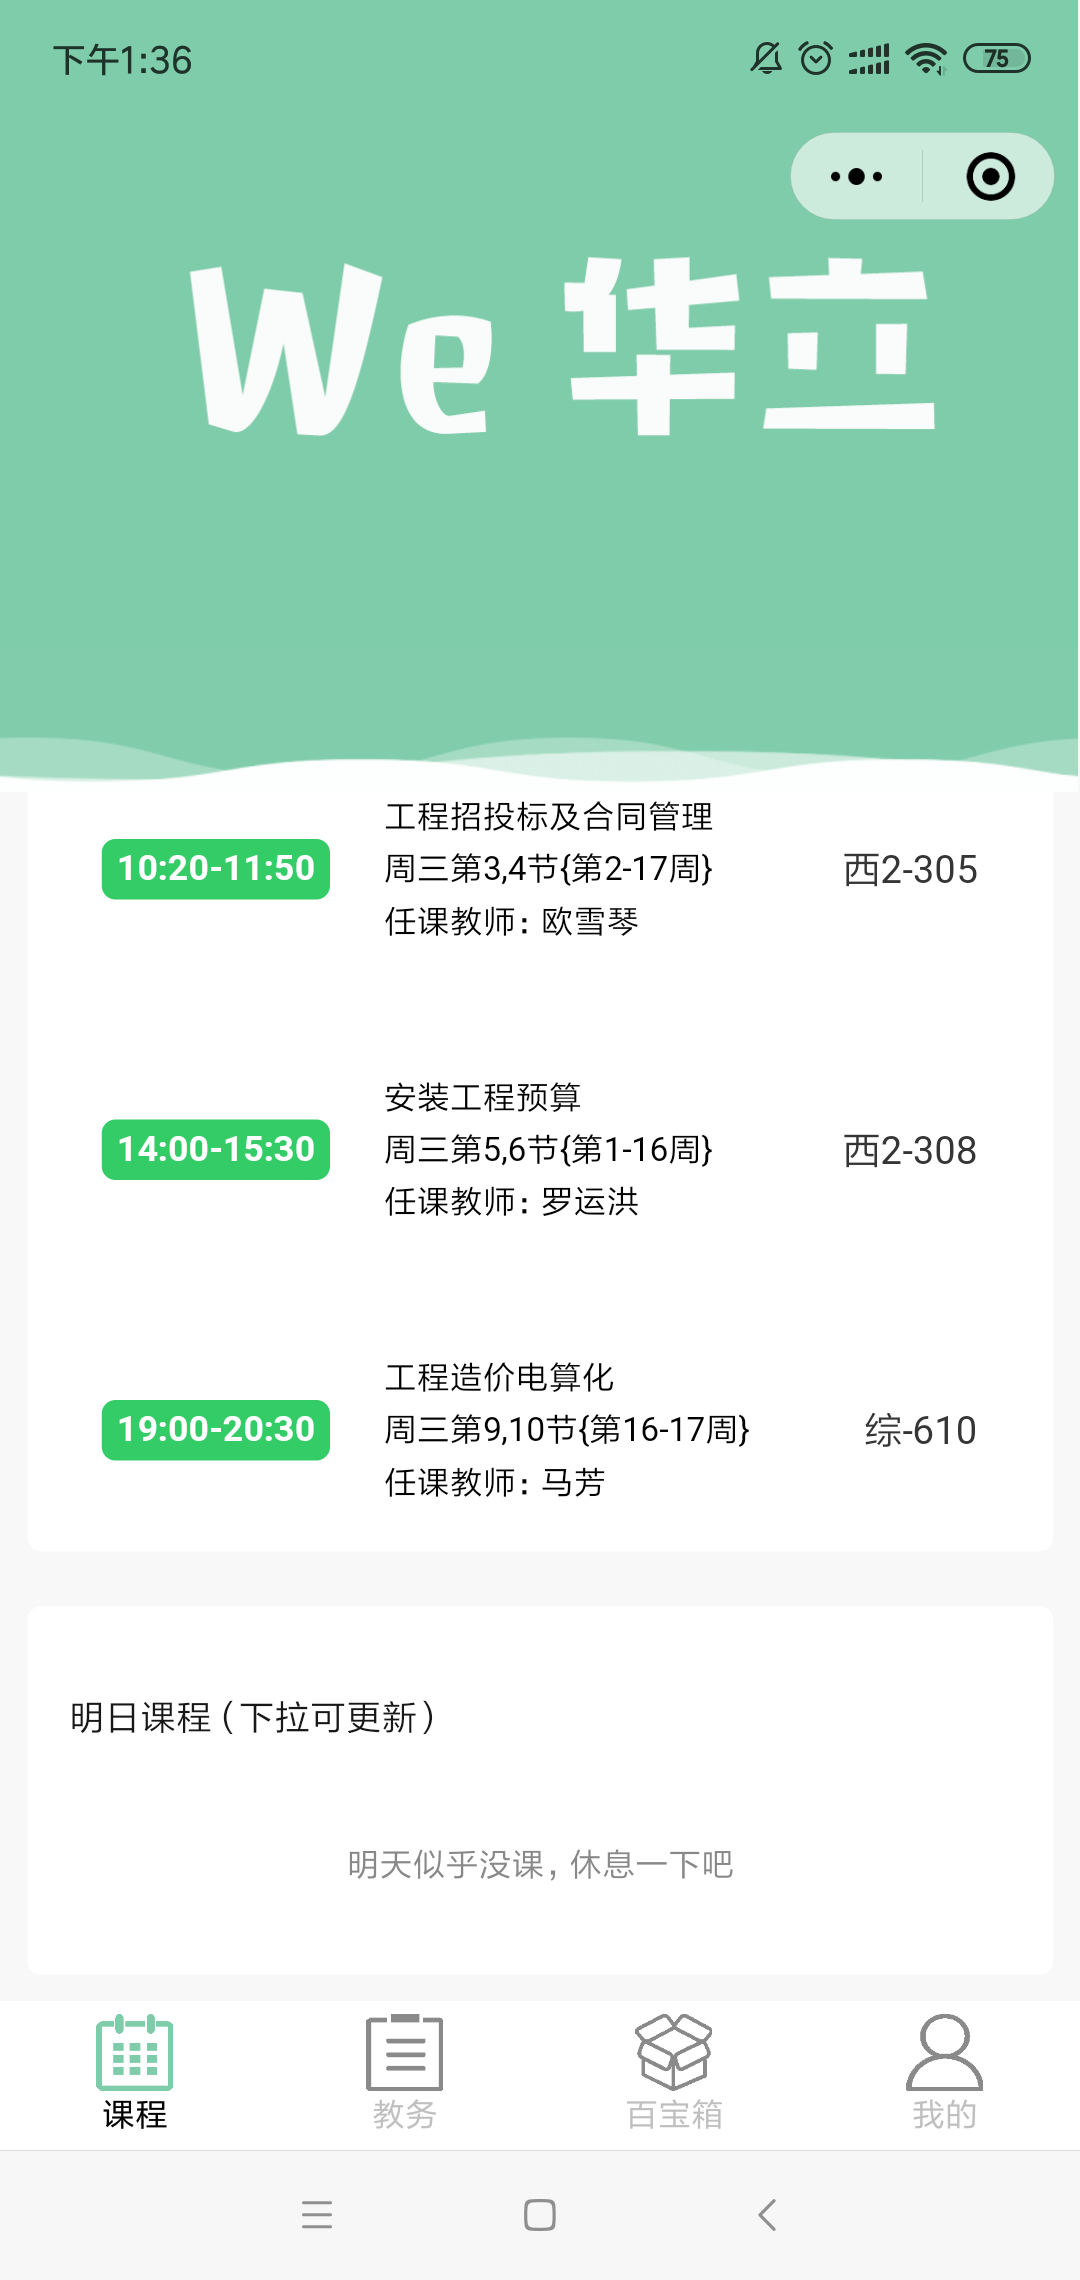 下午1:36
75
We 华立
工程招投标及合同管理
10:20-11:50
周三第3,4节{第2-17周}
西2-305
任课教师: 欧雪琴
安装工程预算
14:00-15:30
周三第5,6节{第1-16周}
西2-308
任课教师: 罗运洪
工程造价电算化
19:00-20:30
周三第9,10节{第16-17周}
综-610
任课教师: 马芳
明日课程（下拉可更新）
明天似乎没课, 休息一下吧
课程
教务
百宝箱
我的